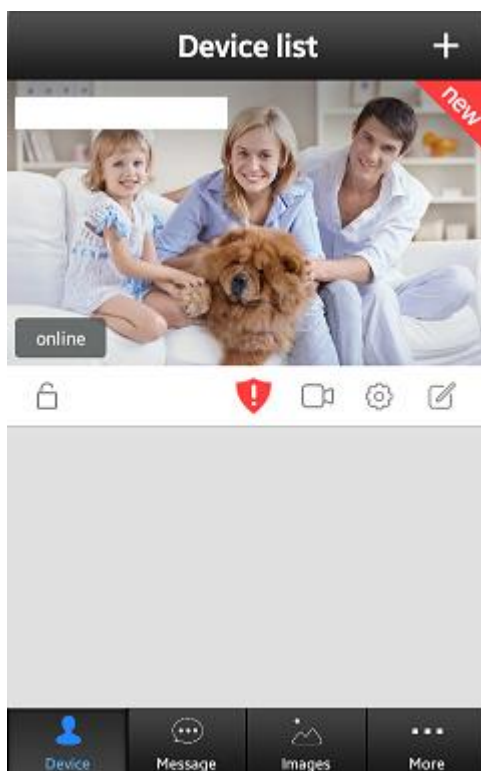 Device list
new
online
Device
Message
Images
More